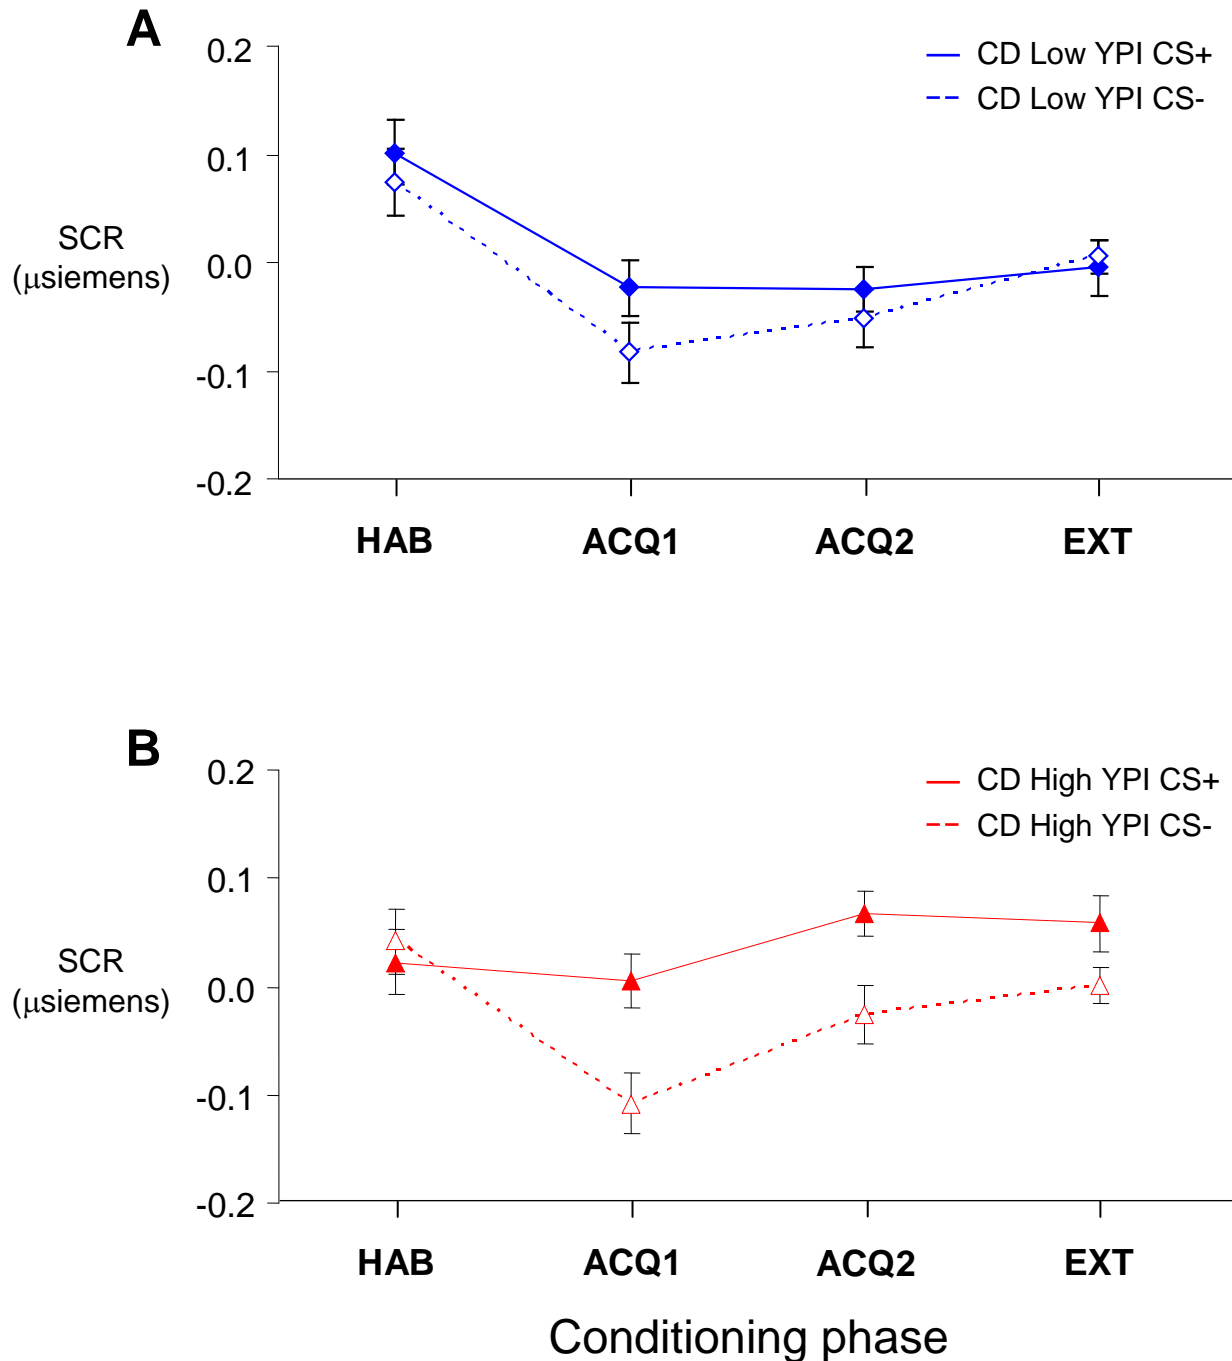 A
0.2
0.1
0.0
-0.1
-0.2
SCR
(μsiemens)
CD Low YPI CS+
CD Low YPI CS-
HAB ACQ1 ACQ2 EXT
B
0.2
0.1
0.0
-0.1
-0.2
SCR
(μsiemens)
CD High YPI CS+
CD High YPI CS-
HAB ACQ1 ACQ2 EXT
Conditioning phase